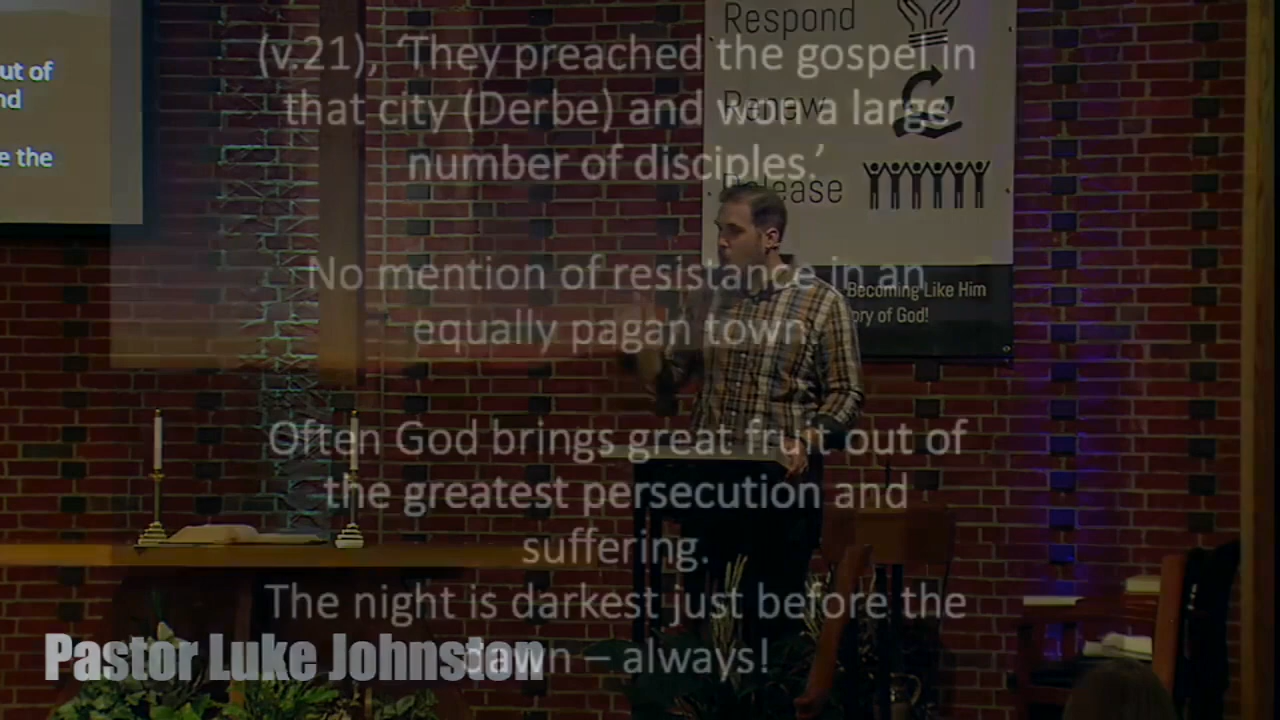 Respond
Renew
Release
Becoming Like Him
ory of God!
ut of
nd
e the
(v.21), ‘They preached the gospel in
that city (Derbe) and won a large
number of disciples.’
No mention of resistance in an
equally pagan town.
Often God brings great fruit out of
the greatest persecution and
suffering.
The night is darkest just before the
dawn – always!
Pastor Luke Johnston